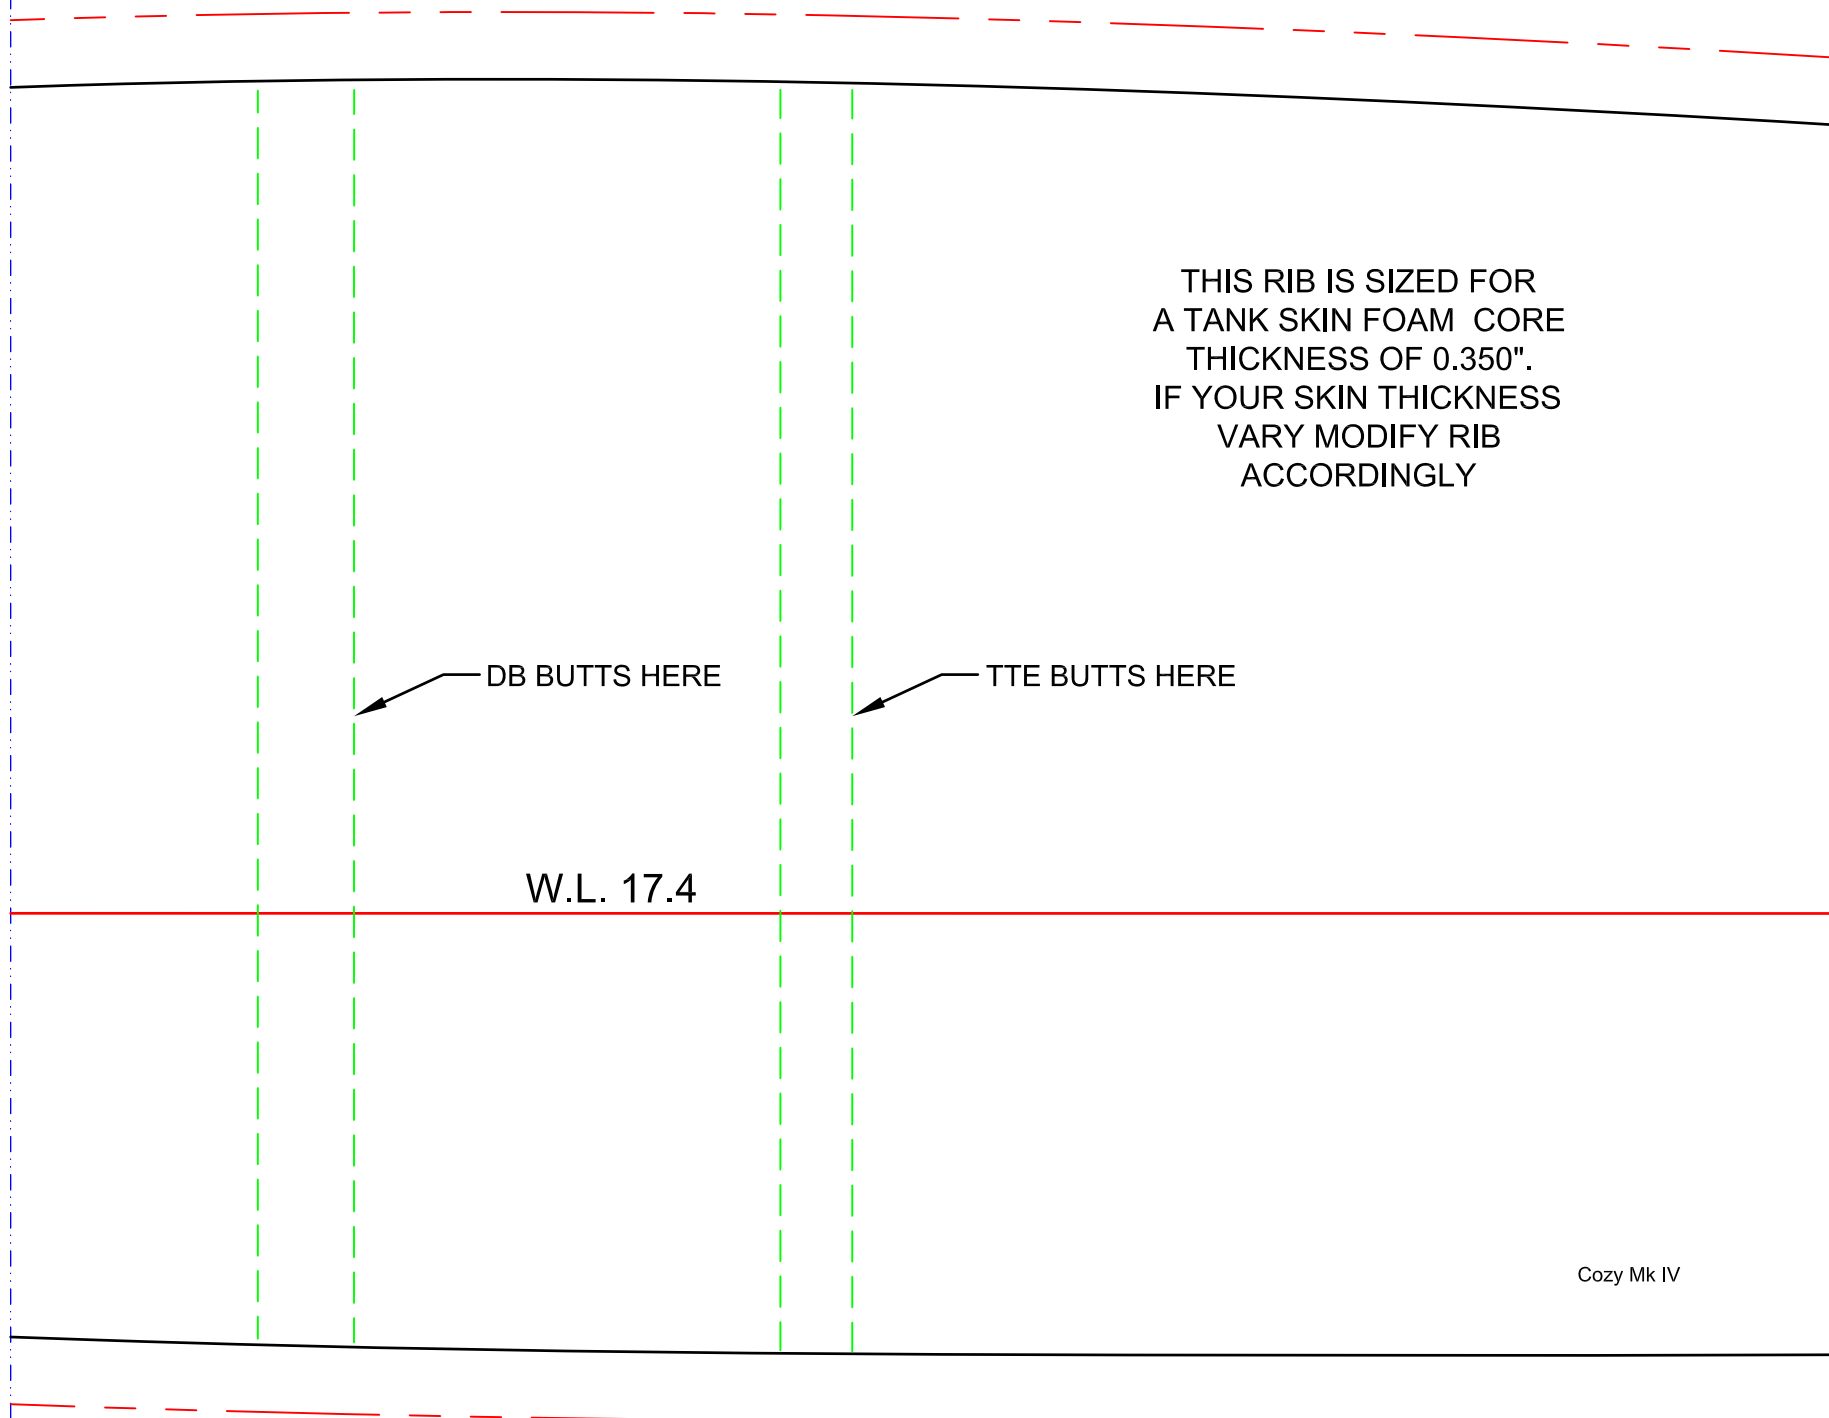 THIS RIB IS SIZED FOR
A TANK SKIN FOAM CORE
THICKNESS OF 0.350".
IF YOUR SKIN THICKNESS
VARY MODIFY RIB
ACCORDINGLY
DB BUTTS HERE
TTE BUTTS HERE
W.L. 17.4
Cozy Mk IV